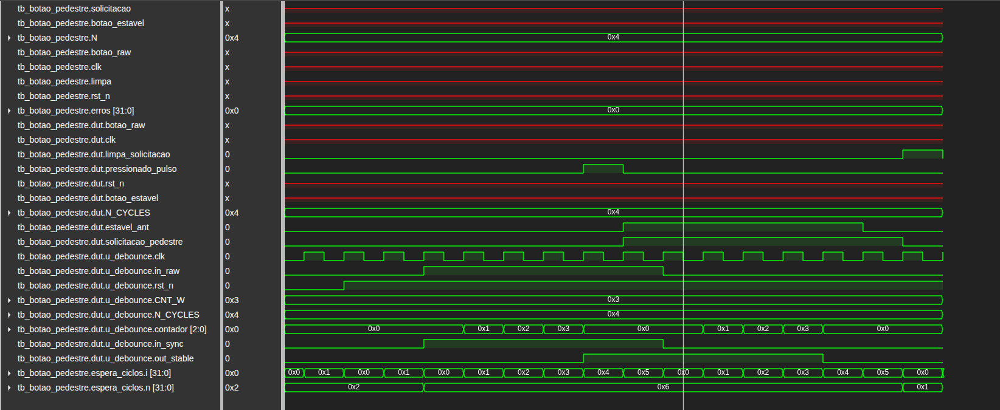 tb_botao_pedestre.solicitacao x
tb_botao_pedestre.botao_estavel x
tb_botao_pedestre.N 0x4 0x4
tb_botao_pedestre.botao_raw x
tb_botao_pedestre.clk x
tb_botao_pedestre.limpa x
tb_botao_pedestre.rst_n x
tb_botao_pedestre.erros [31:0] 0x0 0x0
tb_botao_pedestre.dut.botao_raw x
tb_botao_pedestre.dut.clk x
tb_botao_pedestre.dut.limpa_solicitacao 0
tb_botao_pedestre.dut.pressionado_pulso 0
tb_botao_pedestre.dut.rst_n x
tb_botao_pedestre.dut.botao_estavel x
tb_botao_pedestre.dut.N_CYCLES 0x4 0x4
tb_botao_pedestre.dut.estavel_ant 0
tb_botao_pedestre.dut.solicitacao_pedestre 0
tb_botao_pedestre.dut.u_debounce.clk 0
tb_botao_pedestre.dut.u_debounce.in_raw 0
tb_botao_pedestre.dut.u_debounce.rst_n 0
tb_botao_pedestre.dut.u_debounce.CNT_W 0x3 0x3
tb_botao_pedestre.dut.u_debounce.N_CYCLES 0x4 0x4
tb_botao_pedestre.dut.u_debounce.contador [2:0] 0x0 0x0 0x1 0x2 0x3 0x0 0x1 0x2 0x3 0x0
tb_botao_pedestre.dut.u_debounce.in_sync 0
tb_botao_pedestre.dut.u_debounce.out_stable 0
tb_botao_pedestre.espera_ciclos.i [31:0] 0x0 0x0 0x1 0x0 0x1 0x0 0x1 0x2 0x3 0x4 0x5 0x0 0x1 0x2 0x3 0x4 0x5 0x0
tb_botao_pedestre.espera_ciclos.n [31:0] 0x2 0x2 0x6 0x1